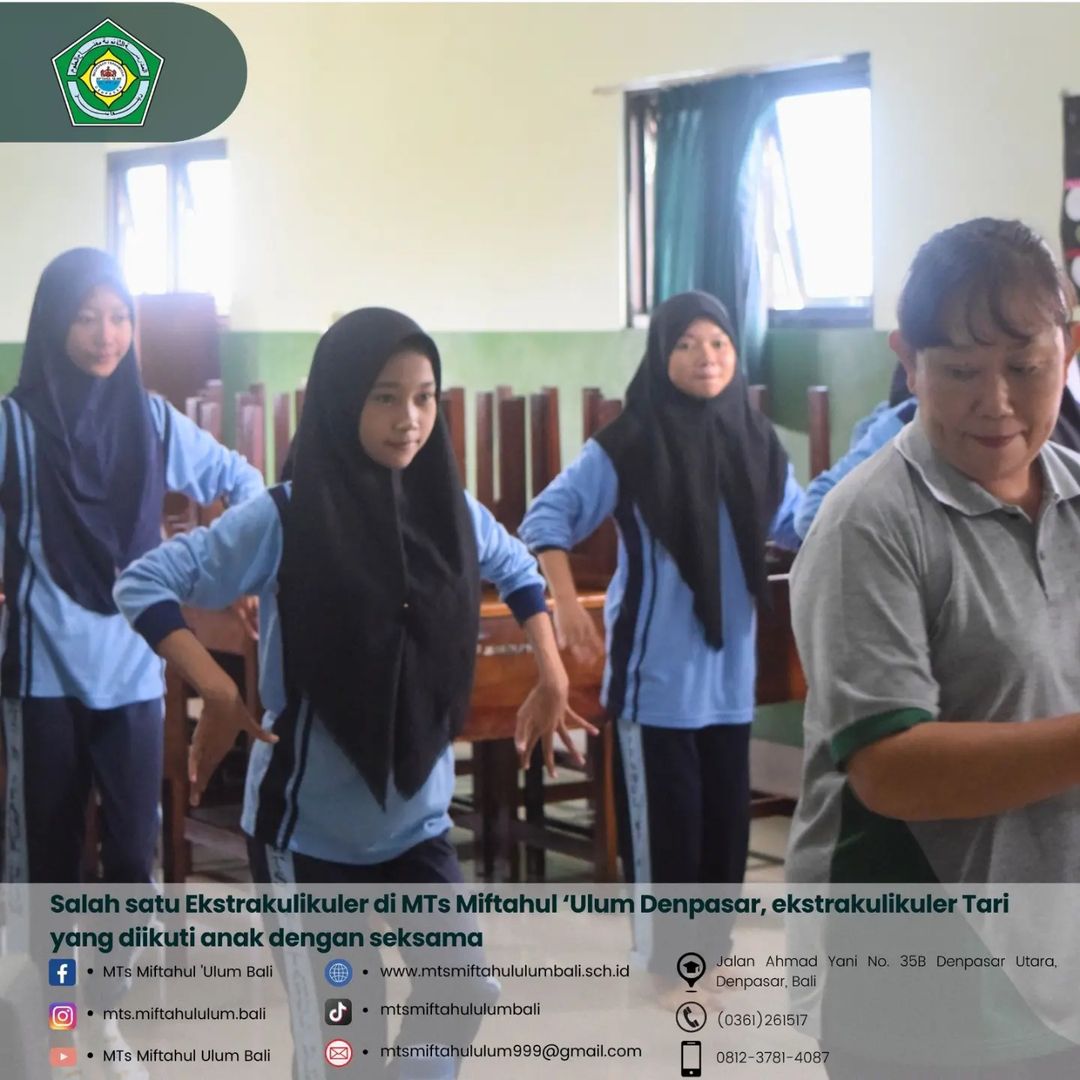 Salah satu Ekstrakulikuler di MTs Miftahul ‘Ulum Denpasar, ekstrakulikuler Tari
yang diikuti anak dengan seksama
• MTs Miftahul 'Ulum Bali
• mts.miftahululum.bali
• MTs Miftahul Ulum Bali
• www.mtsmiftahululumbali.sch.id
• mtsmiftahululumbali
• mtsmiftahululum999@gmail.com
Jalan Ahmad Yani No. 35B Denpasar Utara,
Denpasar, Bali
(0361)261517
0812-3781-4087